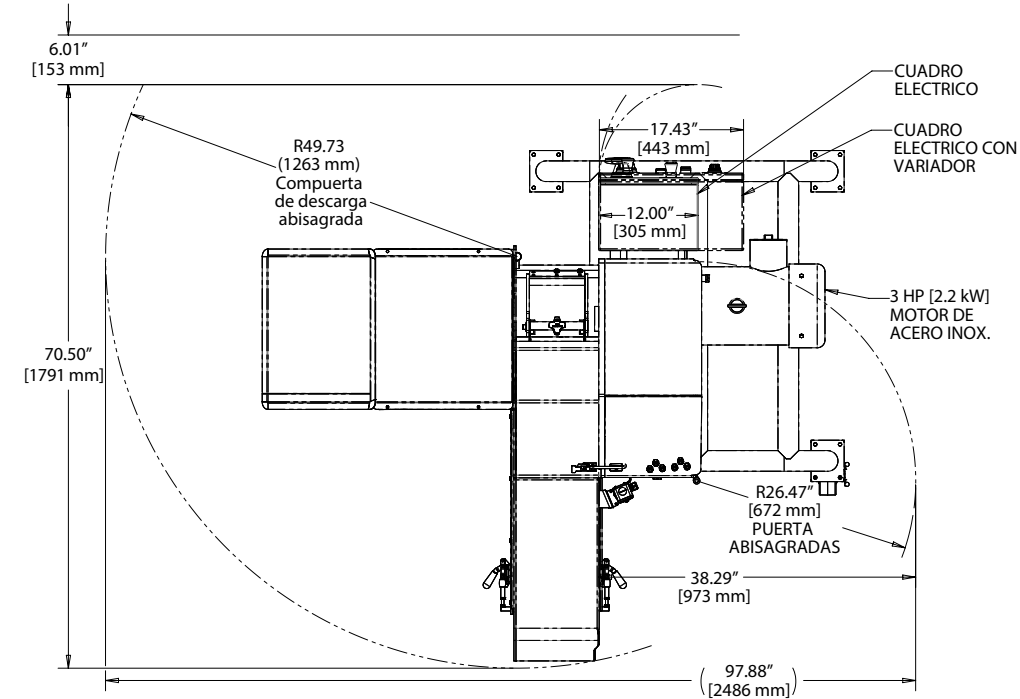 6.01”
[153 mm]
CUADRO
ELECTRICO
17.43”
[443 mm]
CUADRO
ELECTRICO CON
VARIADOR
R49.73
(1263 mm)
Compuerta
de descarga
abisagrada
12.00”
[305 mm]
3 HP [2.2 kW]
MOTOR DE
ACERO INOX.
70.50”
[1791 mm]
R26.47”
[672 mm]
PUERTA
ABISAGRADAS
38.29”
[973 mm]
(97.88”
[2486 mm])